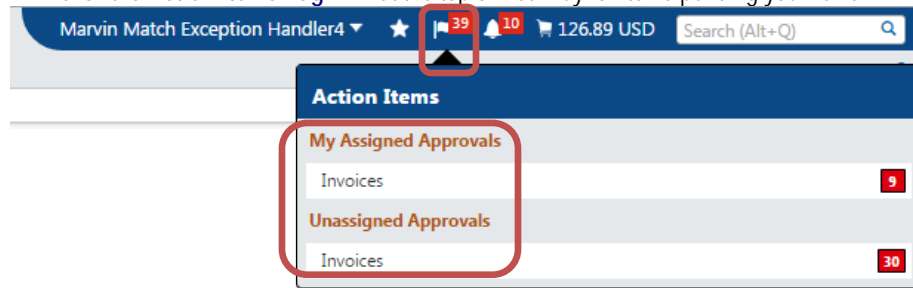 Marvin Match Exception Handler4 39 10 126.89 USD Search (Alt+Q)
Action Items
My Assigned Approvals
Invoices 9
Unassigned Approvals
Invoices 30